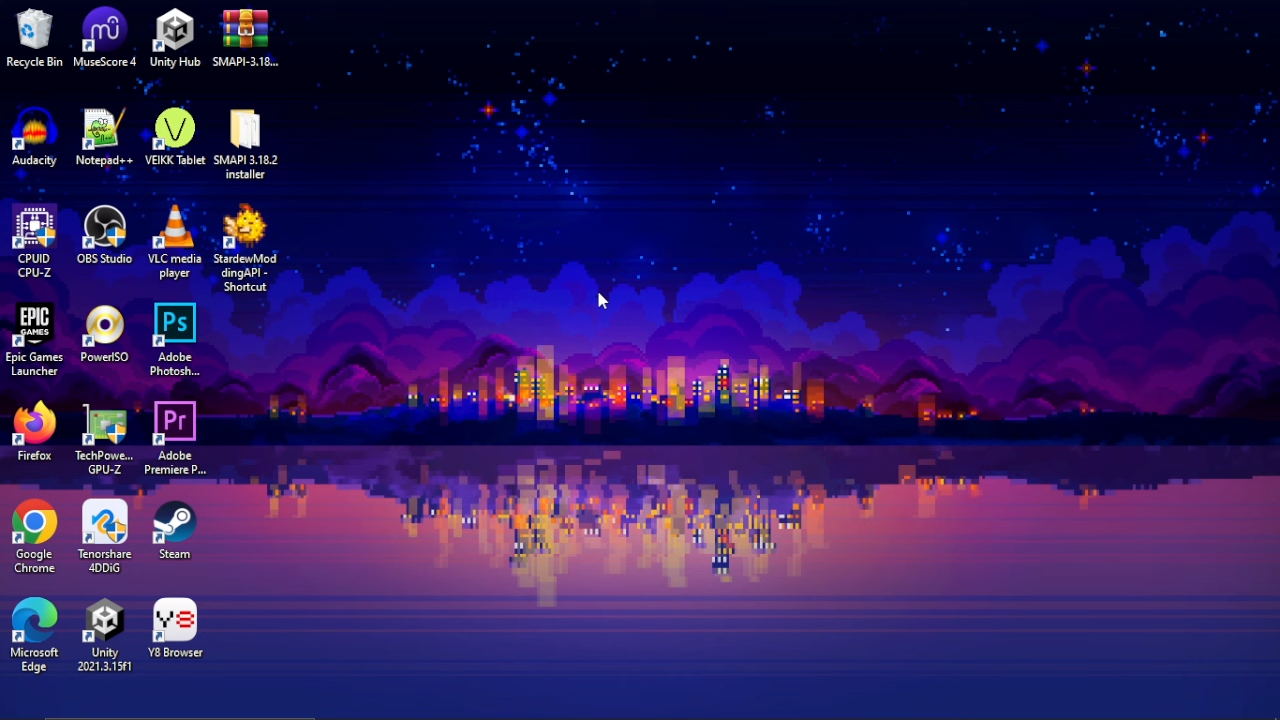 Recycle Bin
MuseScore 4
Unity Hub
SMAPI-3.18...
Audacity
Notepad++
VEIKK Tablet
SMAPI 3.18.2
installer
CPUID
CPU-Z
OBS Studio
VLC media
player
StardewMod
dingAPI -
Shortcut
EPIC
GAMES
Epic Games
Launcher
PowerISO
Ps
Adobe
Photosh...
Firefox
TechPowe...
GPU-Z
Pr
Adobe
Premiere P...
Google
Chrome
Tenorshare
4DDiG
Steam
Microsoft
Edge
Unity
2021.3.15f1
Y8
Y8 Browser